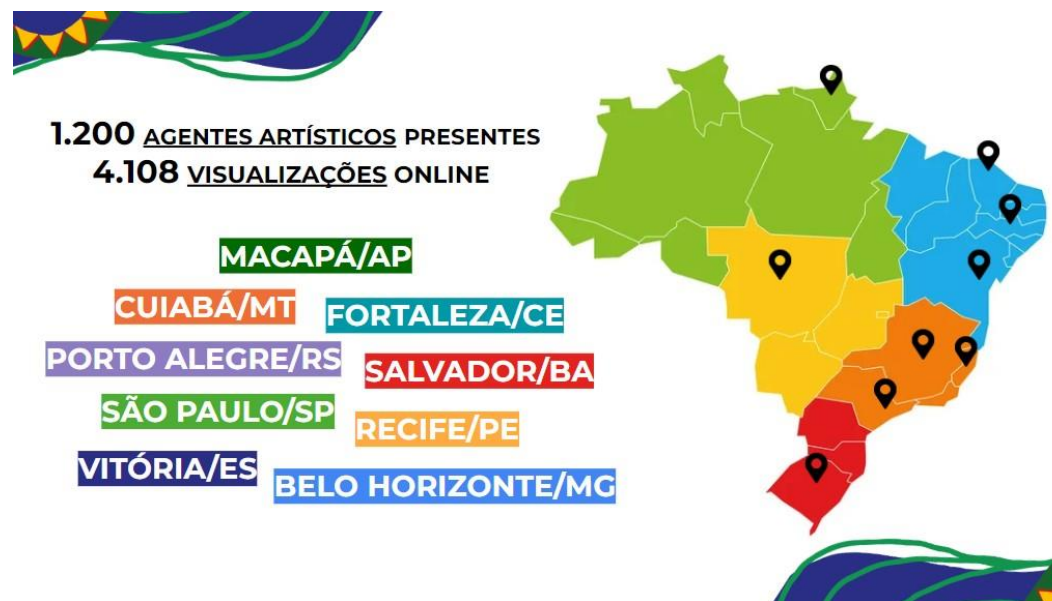 1.200 AGENTES ARTÍSTICOS PRESENTES
4.108 VISUALIZAÇÕES ONLINE
MACAPÁ/AP
CUIABÁ/MT
FORTALEZA/CE
PORTO ALEGRE/RS
SALVADOR/BA
SÃO PAULO/SP
RECIFE/PE
VITÓRIA/ES
BELO HORIZONTE/MG